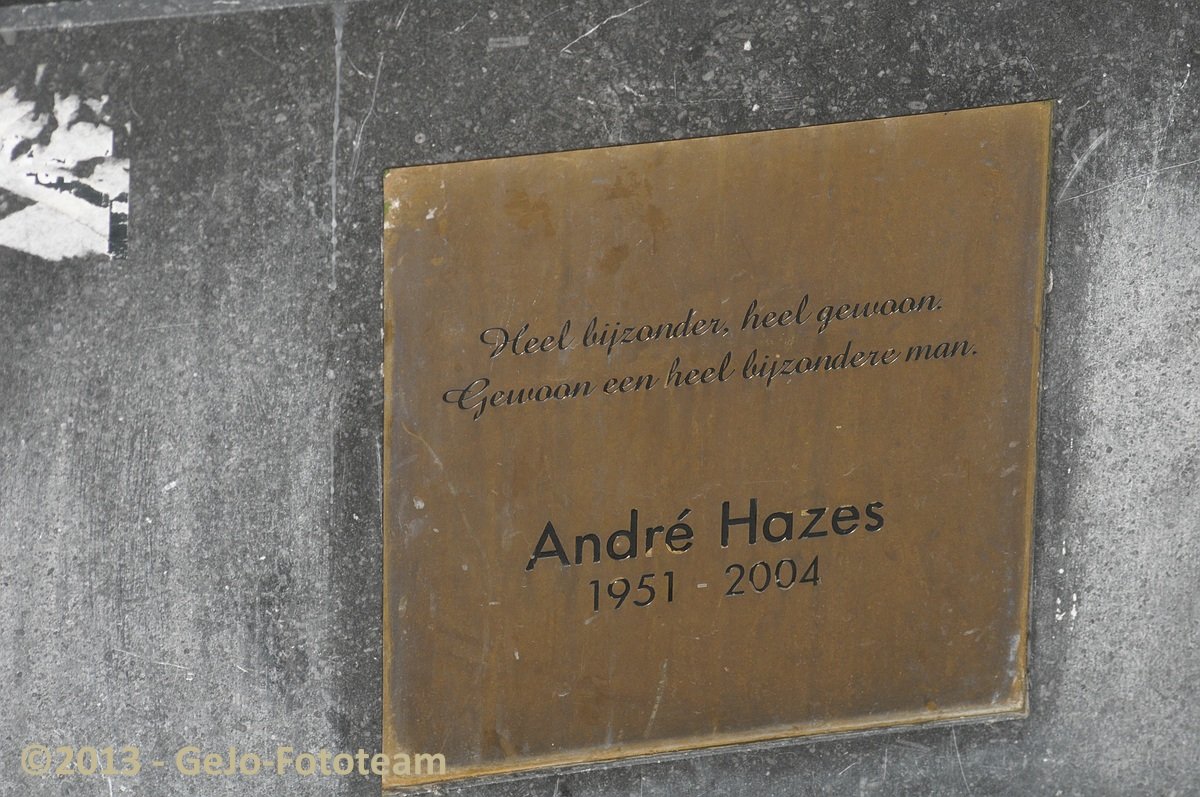 Heel bijzonder, heel gewoon.
Gewoon een heel bijzondere man.
André Hazes
1951 - 2004
©2013 - GeJo-Fototeam